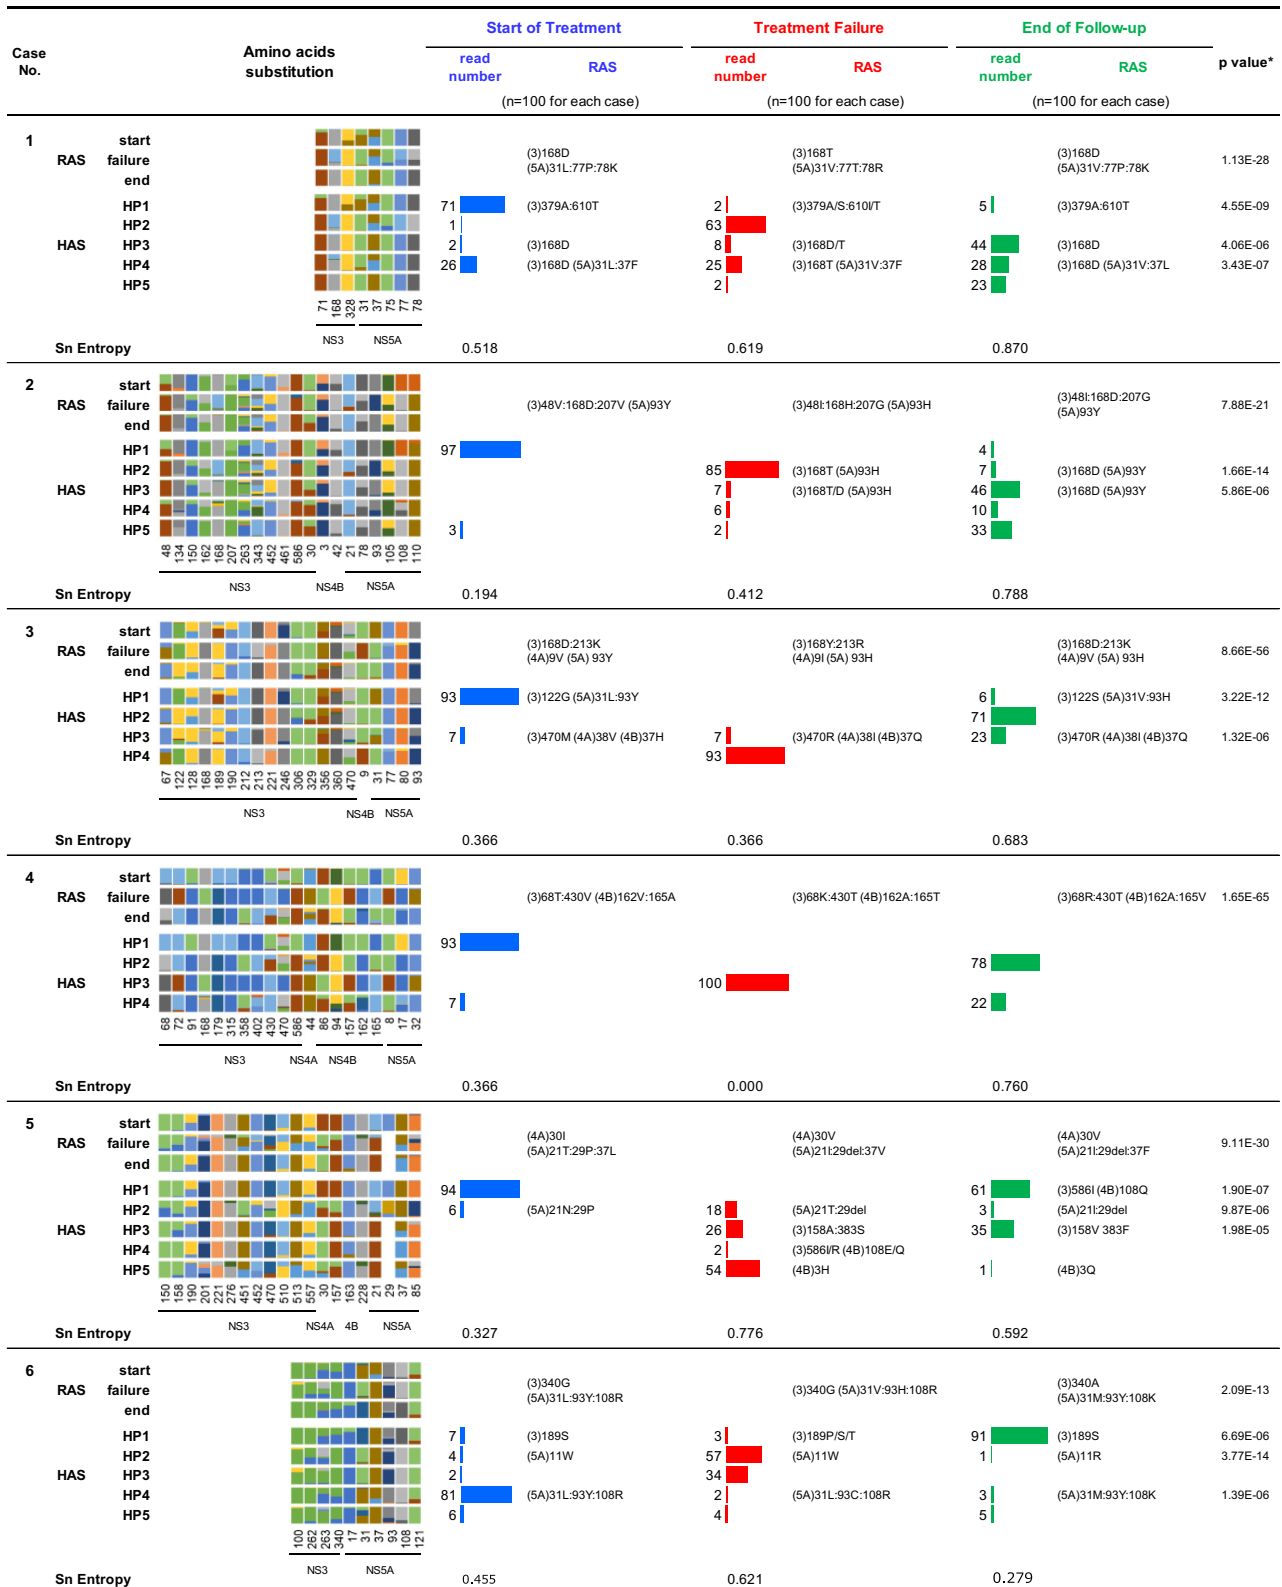 Start of Treatment Treatment Failure End of Follow-up
Case No. Amino acids substitution read number RAS read number RAS read number RAS p value*
(n=100 for each case) (n=100 for each case) (n=100 for each case)
1
start
RAS failure (3)168D (3)168T (3)168D 1.13E-28
(5A)31L:77P:78K (5A)31V:77T:78R (5A)31V:77P:78K
end
HP1 71 (3)379A:610T 2 (3)379A/S:610I/T 5 (3)379A:610T 4.55E-09
HP2 1 63
HAS HP3 2 (3)168D 8 (3)168D/T 44 (3)168D 4.06E-06
HP4 26 (3)168D (5A)31L:37F 25 (3)168T (5A)31V:37F 28 (3)168D (5A)31V:37L 3.43E-07
HP5 2 23
71 168 328 31 37 75 77 78
NS3 NS5A
Sn Entropy 0.518 0.619 0.870
2
start
RAS failure (3)48V:168D:207V (5A)93Y (3)48I:168H:207G (5A)93H (3)48I:168D:207G 7.88E-21
(5A)93Y
end
HP1 97 4
HP2 85 (3)168T (5A)93H 7 (3)168D (5A)93Y 1.66E-14
HAS HP3 7 (3)168T/D (5A)93H 46 (3)168D (5A)93Y 5.86E-06
HP4 6 10
HP5 3 2 33
48 134 150 162 168 207 263 343 452 461 586 30 3 42 21 78 93 105 108 110
NS3 NS4B NS5A
Sn Entropy 0.194 0.412 0.788
3
start
RAS failure (3)168D:213K (3)168Y:213R (3)168D:213K 8.66E-56
(4A)9V (5A) 93Y (4A)9I (5A) 93H (4A)9V (5A) 93H
end
HP1 93 (3)122G (5A)31L:93Y 6 (3)122S (5A)31V:93H 3.22E-12
HAS HP2 71
HP3 7 (3)470M (4A)38V (4B)37H 7 (3)470R (4A)38I (4B)37Q 23 (3)470R (4A)38I (4B)37Q 1.32E-06
HP4 93
67 122 128 168 189 190 212 213 221 246 306 329 356 360 470 9 31 77 80 93
NS3 NS4B NS5A
Sn Entropy 0.366 0.366 0.683
4
start
RAS failure (3)68T:430V (4B)162V:165A (3)68K:430T (4B)162A:165T (3)68R:430T (4B)162A:165V 1.65E-65
end
HP1 93
HP2 78
HAS HP3 100
HP4 7 22
68 72 91 168 179 315 358 402 430 470 586 44 86 94 157 162 165 8 17 32
NS3 NS4A NS4B NS5A
Sn Entropy 0.366 0.000 0.760
5
start
RAS failure (4A)30I (4A)30V (4A)30V 9.11E-30
(5A)21T:29P:37L (5A)21I:29del:37V (5A)21I:29del:37F
end
HP1 94 61 (3)586I (4B)108Q 1.90E-07
HP2 6 (5A)21N:29P 18 (5A)21T:29del 3 (5A)21I:29del 9.87E-06
HAS HP3 26 (3)158A:383S 35 (3)158V 383F 1.98E-05
HP4 2 (3)586I/R (4B)108E/Q
HP5 54 (4B)3H 1 (4B)3Q
150 158 190 201 221 276 451 452 470 510 513 557 30 157 163 228 21 29 37 85
NS3 NS4A 4B NS5A
Sn Entropy 0.327 0.776 0.592
6
start
RAS failure (3)340G (3)340G (5A)31V:93H:108R (3)340A 2.09E-13
(5A)31L:93Y:108R (5A)31M:93Y:108K
end
HP1 7 (3)189S 3 (3)189P/S/T 91 (3)189S 6.69E-06
HP2 4 (5A)11W 57 (5A)11W 1 (5A)11R 3.77E-14
HAS HP3 2 34
HP4 81 (5A)31L:93Y:108R 2 (5A)31L:93C:108R 3 (5A)31M:93Y:108K 1.39E-06
HP5 6 4 5
100 262 263 340 17 31 37 93 108 121
NS3 NS5A
Sn Entropy 0.455 0.621 0.279